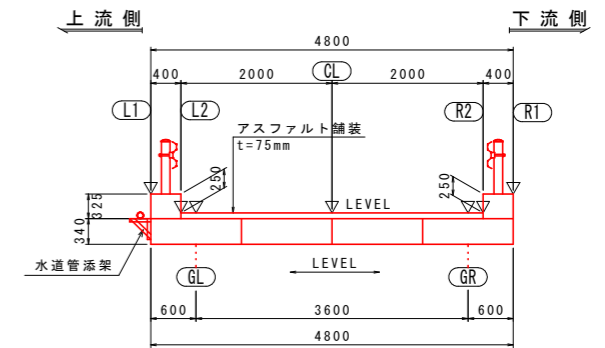 上流側
下流側
4800
400
2000
CL
2000
400
L1
L2
R2
R1
アスファルト舗装
t=75mm
250
250
LEVEL
325
340
水道管添架
GL
LEVEL
GR
600
3600
600
4800